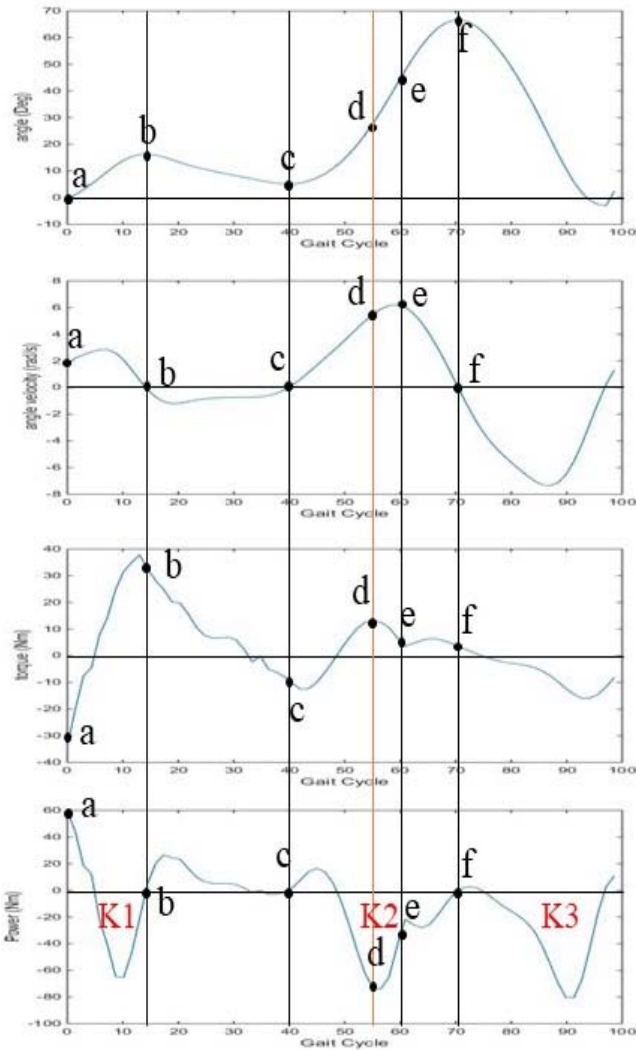 angle (Deg)
70
60
50
40
30
20
10
0
-10
a
b
c
d
e
f
0 10 20 30 40 50 60 70 80 90 100
Gait Cycle
angle velocity (rad/s)
8
6
4
2
0
-2
-4
-6
-8
a
b
c
d
e
f
0 10 20 30 40 50 60 70 80 90 100
Gait Cycle
torque (Nm)
40
30
20
10
0
-10
-20
-30
-40
a
b
c
d
e
f
0 10 20 30 40 50 60 70 80 90 100
Gait Cycle
Power (Nm)
60
40
20
0
-20
-40
-60
-80
-100
a
K1
b
c
K2
d
e
f
K3
0 10 20 30 40 50 60 70 80 90 100
Gait Cycle